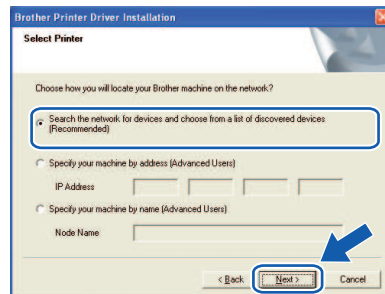 Brother Printer Driver Installation
Select Printer
Choose how you will locate your Brother machine on the network?
Search the network for devices and choose from a list of discovered devices
(Recommended)
Specify your machine by address (Advanced Users)
IP Address
Specify your machine by name (Advanced Users)
Node Name
< Back
Next >
Cancel